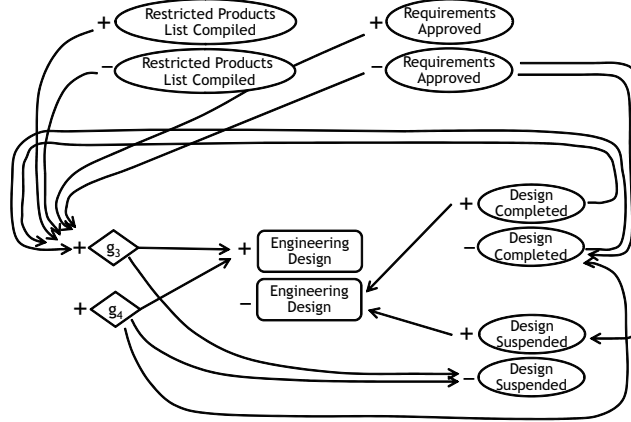 + Restricted Products
List Compiled
+ Requirements
Approved
− Restricted Products
List Compiled
− Requirements
Approved
+ Design
Completed
+ g3
+ Engineering
Design
− Design
Completed
+ g4
− Engineering
Design
+ Design
Suspended
− Design
Suspended